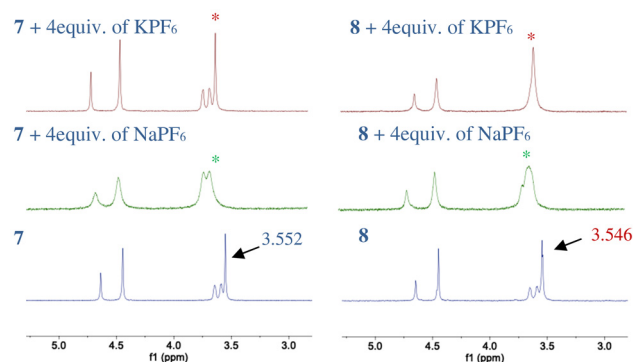 7 + 4equiv. of KPF₆
*
8 + 4equiv. of KPF₆
*
7 + 4equiv. of NaPF₆
*
8 + 4equiv. of NaPF₆
*
7
3.552
8
3.546
5.0 4.5 4.0 3.5 3.0
f1 (ppm)
5.0 4.5 4.0 3.5 3.0
f1 (ppm)